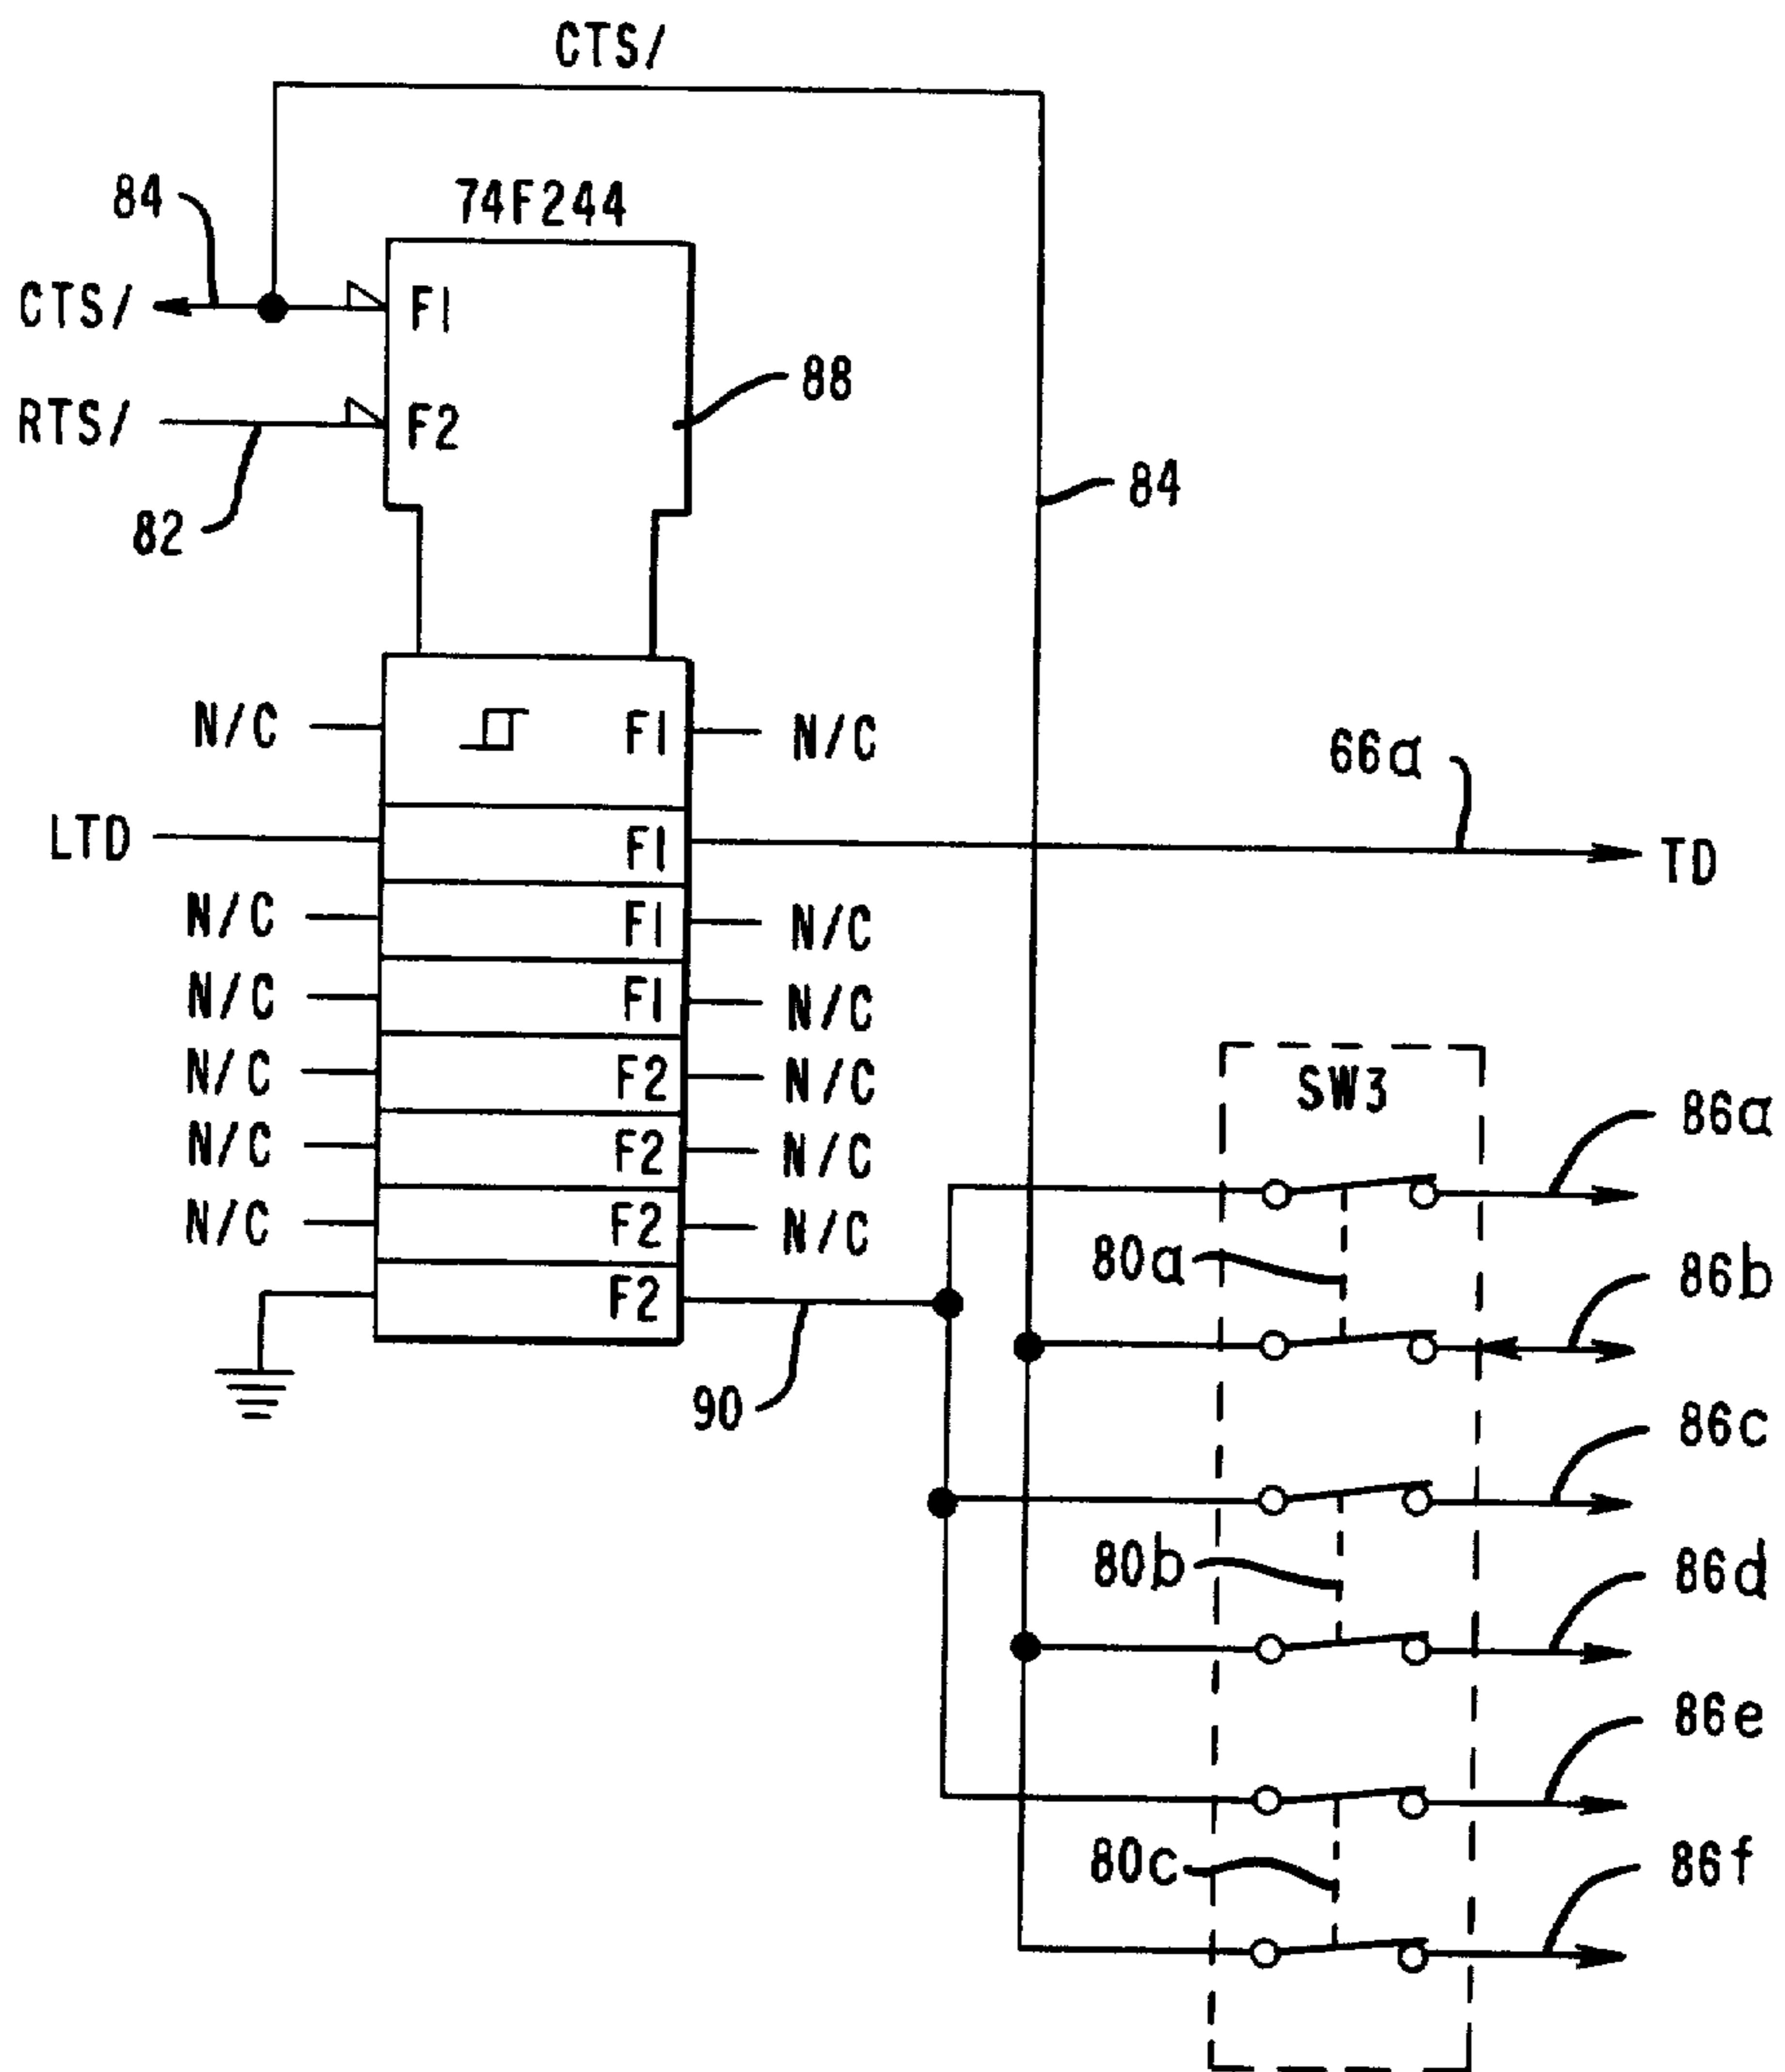 CTS/
84
74F244
CTS/
F1
88
RTS/
F2
84
82
N/C
F1
N/C
66a
LTD
F1
TD
N/C
F1
N/C
N/C
F1
N/C
N/C
F2
N/C
SW3
86a
N/C
F2
N/C
N/C
F2
N/C
80a
86b
F2
90
86c
80b
86d
86e
80c
86f